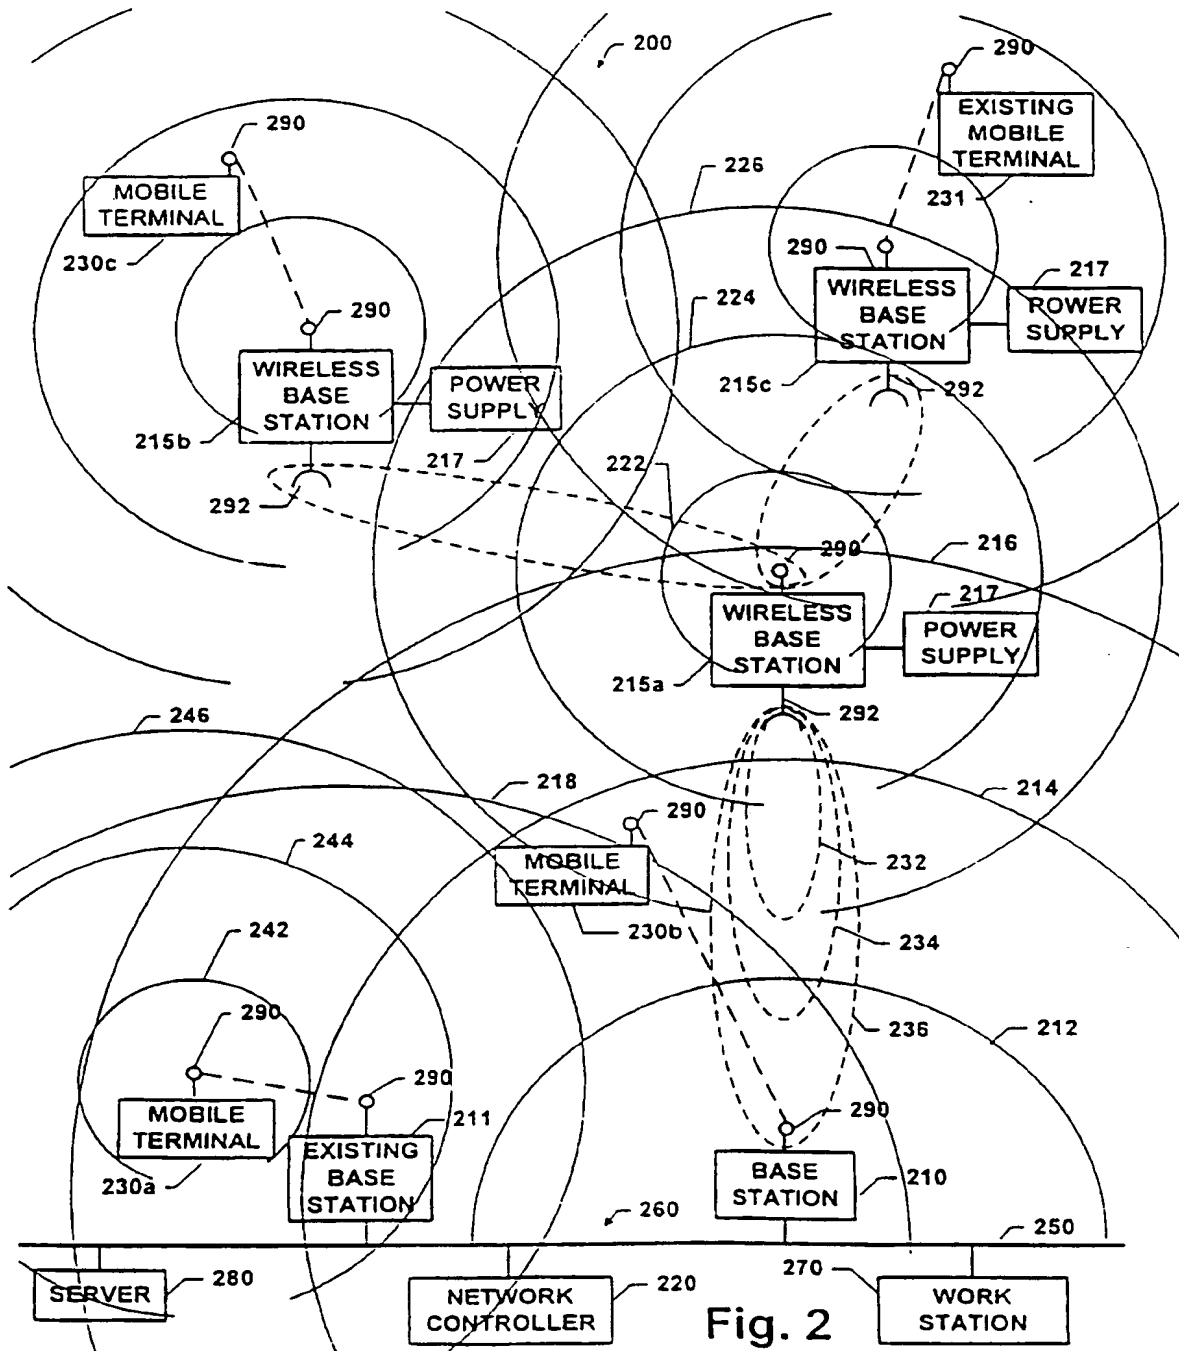 200
290
EXISTING
MOBILE
TERMINAL
231
290
MOBILE
TERMINAL
230c
226
290
WIRELESS
BASE
STATION
215c
217
POWER
SUPPLY
292
224
290
WIRELESS
BASE
STATION
215b
POWER
SUPPLY
217
292
222
290
216
WIRELESS
BASE
STATION
215a
217
POWER
SUPPLY
292
246
218
214
290
MOBILE
TERMINAL
230b
232
234
236
212
244
242
290
MOBILE
TERMINAL
230a
290
211
EXISTING
BASE
STATION
290
BASE
STATION
210
260
250
SERVER
280
NETWORK
CONTROLLER
220
270
WORK
STATION
Fig. 2